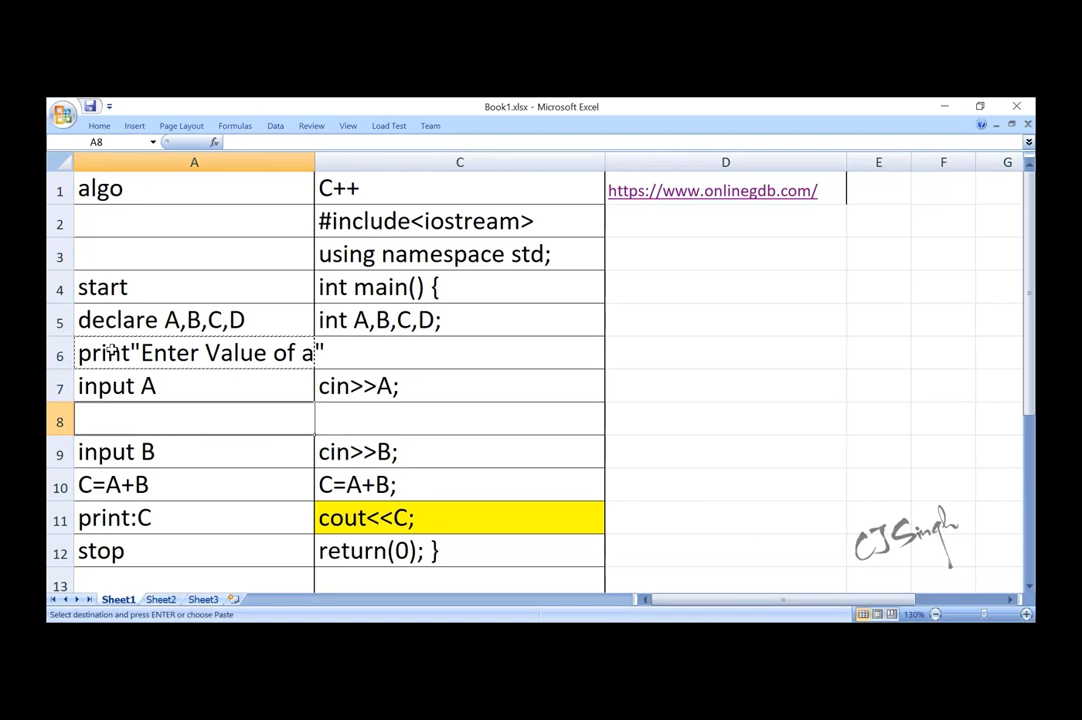 Book1.xlsx - Microsoft Excel
Home Insert Page Layout Formulas Data Review View Load Test Team
A8 fx
A C D E F G
1 algo C++ https://www.onlinegdb.com/
2 #include<iostream>
3 using namespace std;
4 start int main() {
5 declare A,B,C,D int A,B,C,D;
6 print"Enter Value of a"
7 input A cin>>A;
8
9 input B cin>>B;
10 C=A+B C=A+B;
11 print:C cout<<C;
12 stop return(0); }
13
CJSingh
Sheet1 Sheet2 Sheet3
Select destination and press ENTER or choose Paste 130%